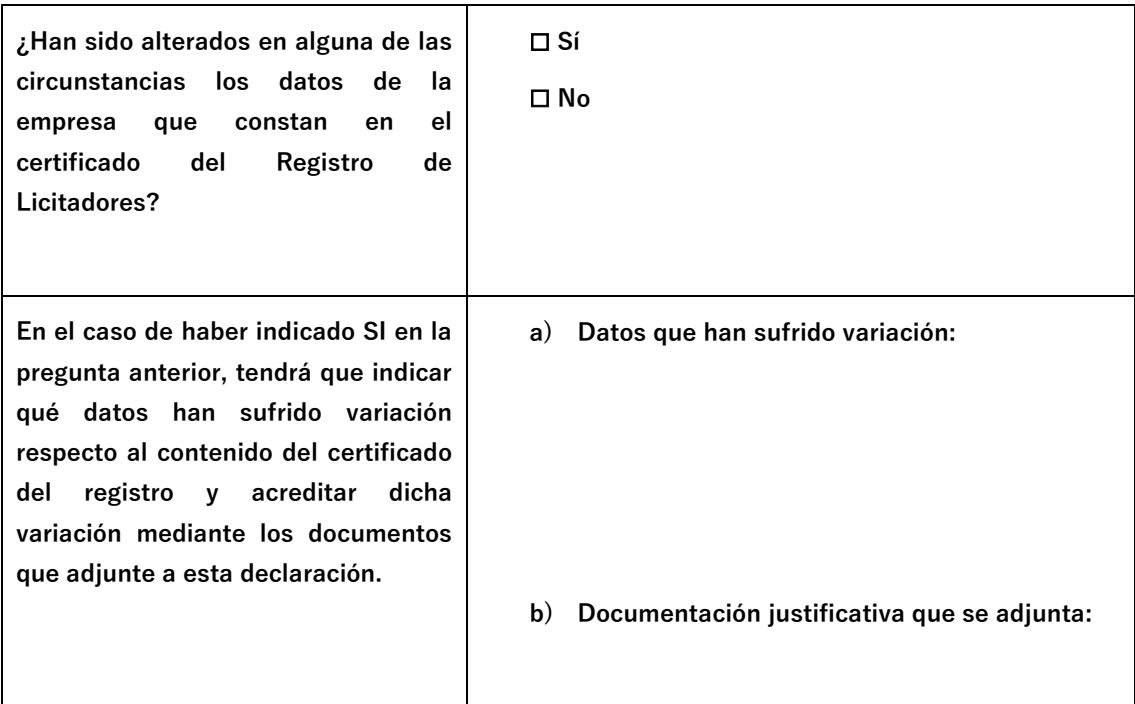 ¿Han sido alterados en alguna de las
circunstancias los datos de la
empresa que constan en el
certificado del Registro de
Licitadores?
☐ Sí
☐ No
En el caso de haber indicado SI en la
pregunta anterior, tendrá que indicar
qué datos han sufrido variación
respecto al contenido del certificado
del registro y acreditar dicha
variación mediante los documentos
que adjunte a esta declaración.
a) Datos que han sufrido variación:
b) Documentación justificativa que se adjunta: